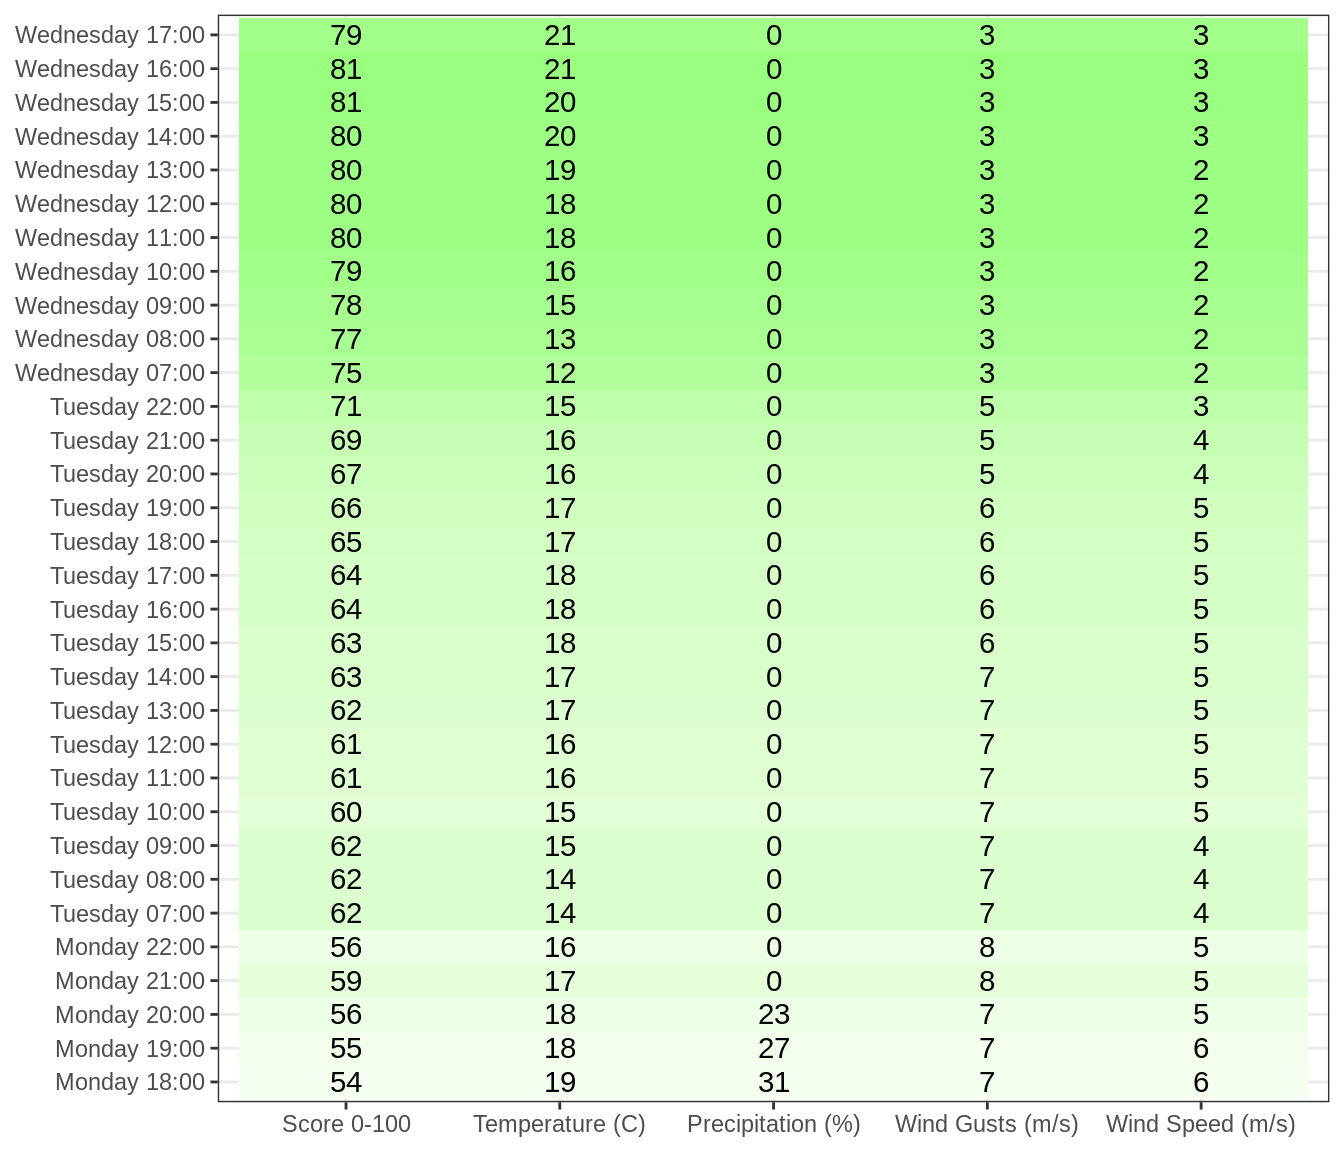 Wednesday 17:00 79 21 0 3 3
Wednesday 16:00 81 21 0 3 3
Wednesday 15:00 81 20 0 3 3
Wednesday 14:00 80 20 0 3 3
Wednesday 13:00 80 19 0 3 2
Wednesday 12:00 80 18 0 3 2
Wednesday 11:00 80 18 0 3 2
Wednesday 10:00 79 16 0 3 2
Wednesday 09:00 78 15 0 3 2
Wednesday 08:00 77 13 0 3 2
Wednesday 07:00 75 12 0 3 2
Tuesday 22:00 71 15 0 5 3
Tuesday 21:00 69 16 0 5 4
Tuesday 20:00 67 16 0 5 4
Tuesday 19:00 66 17 0 6 5
Tuesday 18:00 65 17 0 6 5
Tuesday 17:00 64 18 0 6 5
Tuesday 16:00 64 18 0 6 5
Tuesday 15:00 63 18 0 6 5
Tuesday 14:00 63 17 0 7 5
Tuesday 13:00 62 17 0 7 5
Tuesday 12:00 61 16 0 7 5
Tuesday 11:00 61 16 0 7 5
Tuesday 10:00 60 15 0 7 5
Tuesday 09:00 62 15 0 7 4
Tuesday 08:00 62 14 0 7 4
Tuesday 07:00 62 14 0 7 4
Monday 22:00 56 16 0 8 5
Monday 21:00 59 17 0 8 5
Monday 20:00 56 18 23 7 5
Monday 19:00 55 18 27 7 6
Monday 18:00 54 19 31 7 6
Score 0-100 Temperature (C) Precipitation (%) Wind Gusts (m/s) Wind Speed (m/s)